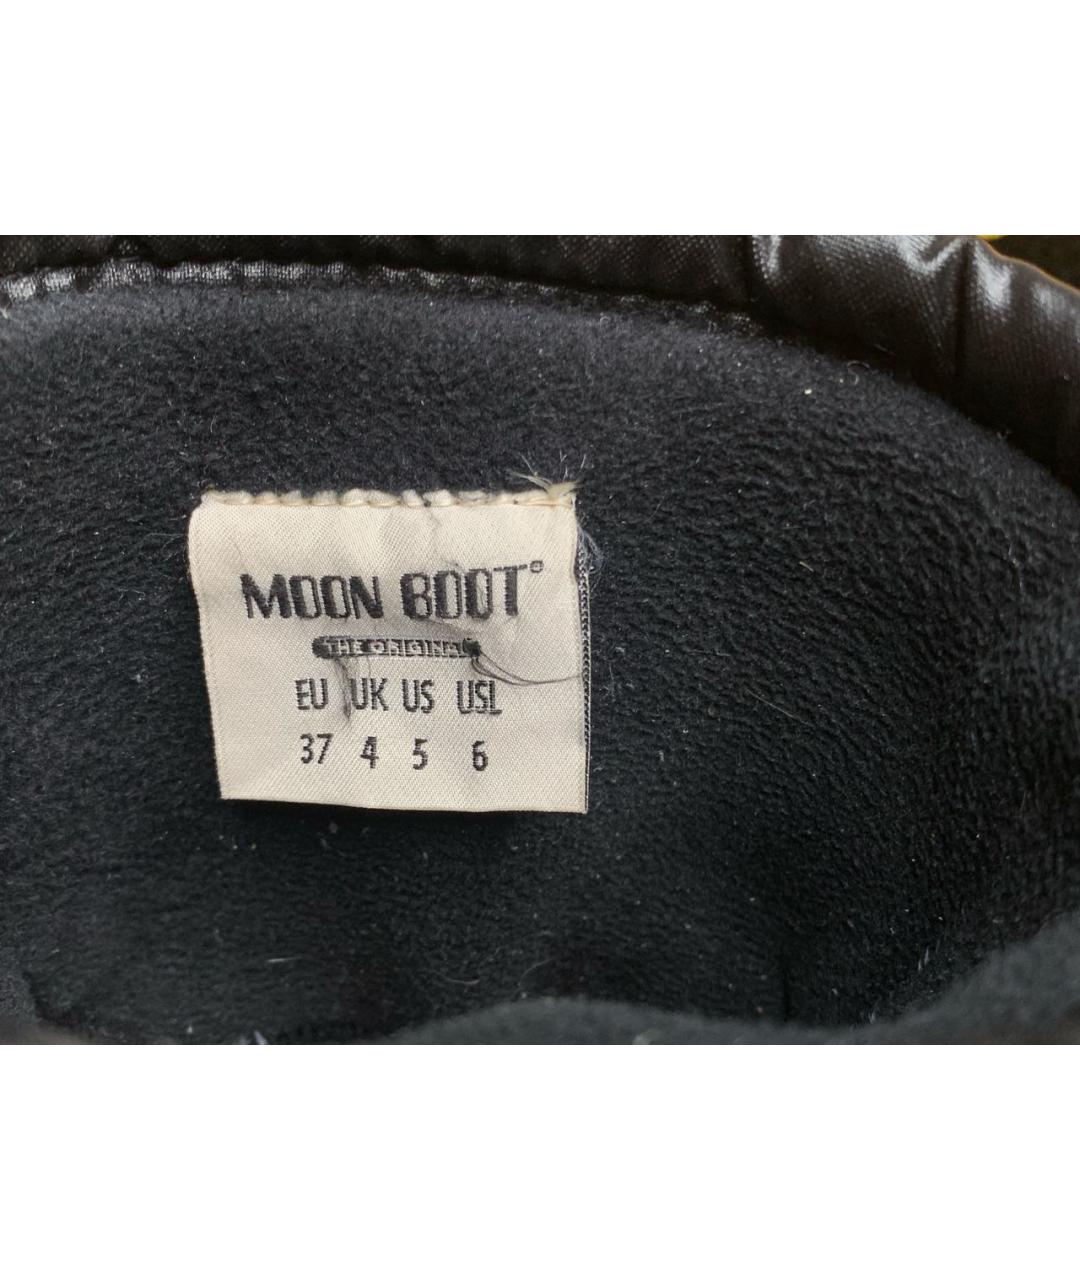 MOON BOOT®
THE ORIGINAL
EU UK US USL
37 4 5 6